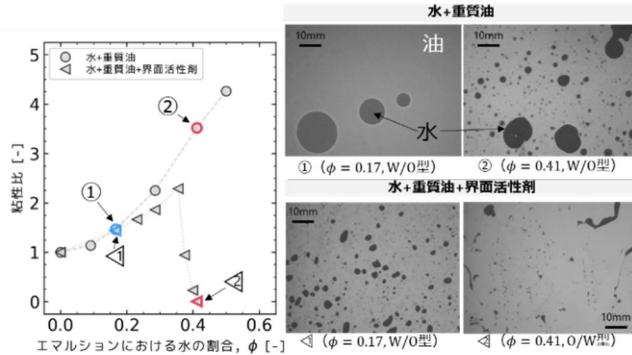 水+重質油
水+重質油+界面活性剤
5
4
3
2
1
0
0.0
0.2
0.4
0.6
粘性比 [-]
エマルションにおける水の割合, ϕ [-]
①
②
1
2
水+重質油
10mm
油
10mm
水
① (ϕ = 0.17, W/O型)
② (ϕ = 0.41, W/O型)
水+重質油+界面活性剤
10mm
10mm
◁1 (ϕ = 0.17, W/O型)
◁2 (ϕ = 0.41, O/W型)